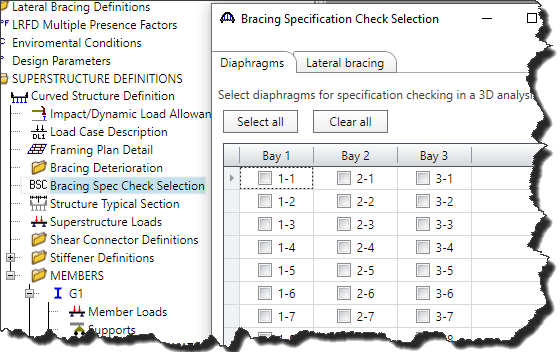 Lateral Bracing Definitions
LRFD Multiple Presence Factors
Enviromental Conditions
Design Parameters
SUPERSTRUCTURE DEFINITIONS
Curved Structure Definition
Impact/Dynamic Load Allowan
DL1 Load Case Description
Framing Plan Detail
Bracing Deterioration
BSC Bracing Spec Check Selection
Structure Typical Section
Superstructure Loads
Shear Connector Definitions
Stiffener Definitions
MEMBERS
G1
Member Loads
Supports
Bracing Specification Check Selection
Diaphragms Lateral bracing
Select diaphragms for specification checking in a 3D analys
Select all Clear all
Bay 1 Bay 2 Bay 3
1-1 2-1 3-1
1-2 2-2 3-2
1-3 2-3 3-3
1-4 2-4 3-4
1-5 2-5 3-5
1-6 2-6 3-6
1-7 2-7 3-7